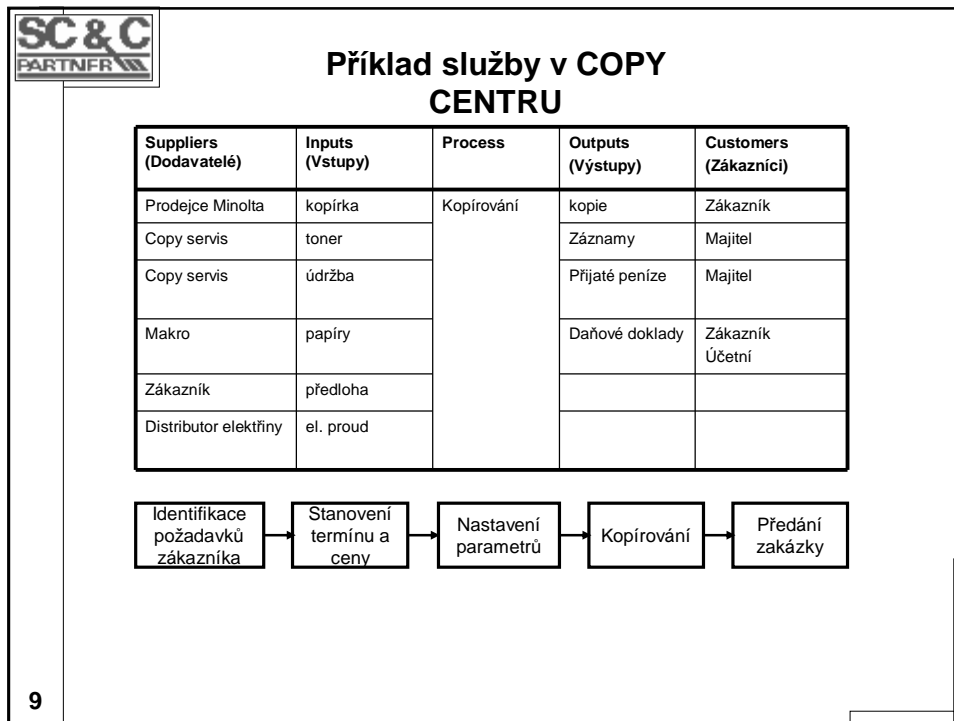 SC & C
PARTNER
Příklad služby v COPY
CENTRU
Suppliers
(Dodavatelé)
Inputs
(Vstupy)
Process
Outputs
(Výstupy)
Customers
(Zákazníci)
Prodejce Minolta
kopírka
Kopírování
kopie
Zákazník
Copy servis
toner
Záznamy
Majitel
Copy servis
údržba
Přijaté peníze
Majitel
Makro
papíry
Daňové doklady
Zákazník
Účetní
Zákazník
předloha
Distributor elektřiny
el. proud
Identifikace
požadavků
zákazníka
Stanovení
termínu a
ceny
Nastavení
parametrů
Kopírování
Předání
zakázky
9